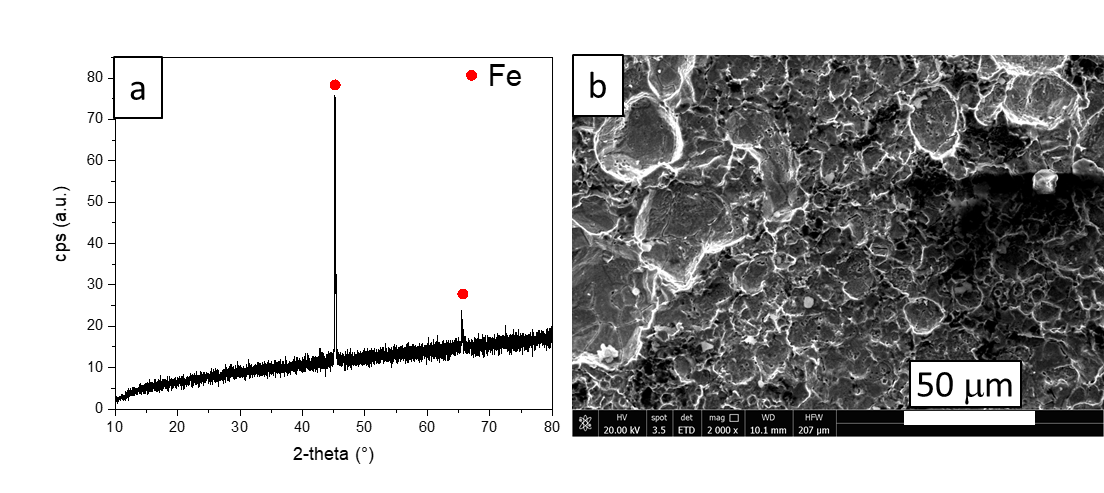 a
Fe
80
70
60
50
40
30
20
10
0
10 20 30 40 50 60 70 80
cps (a.u.)
2-theta (°)
b
50 µm
HV spot det mag WD HFW
20.00 kV 3.5 ETD 2 000 x 10.1 mm 207 µm